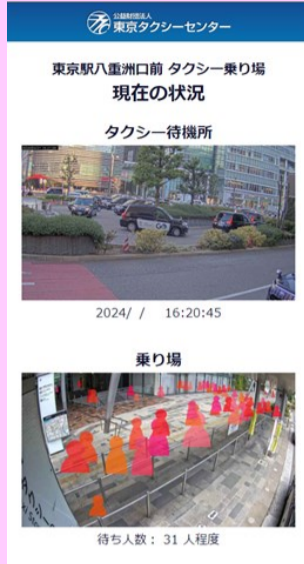 公益財団法人
東京タクシーセンター
東京駅八重洲口前 タクシー乗り場
現在の状況
タクシー待機所
2024/ / 16:20:45
乗り場
待ち人数： 31 人程度